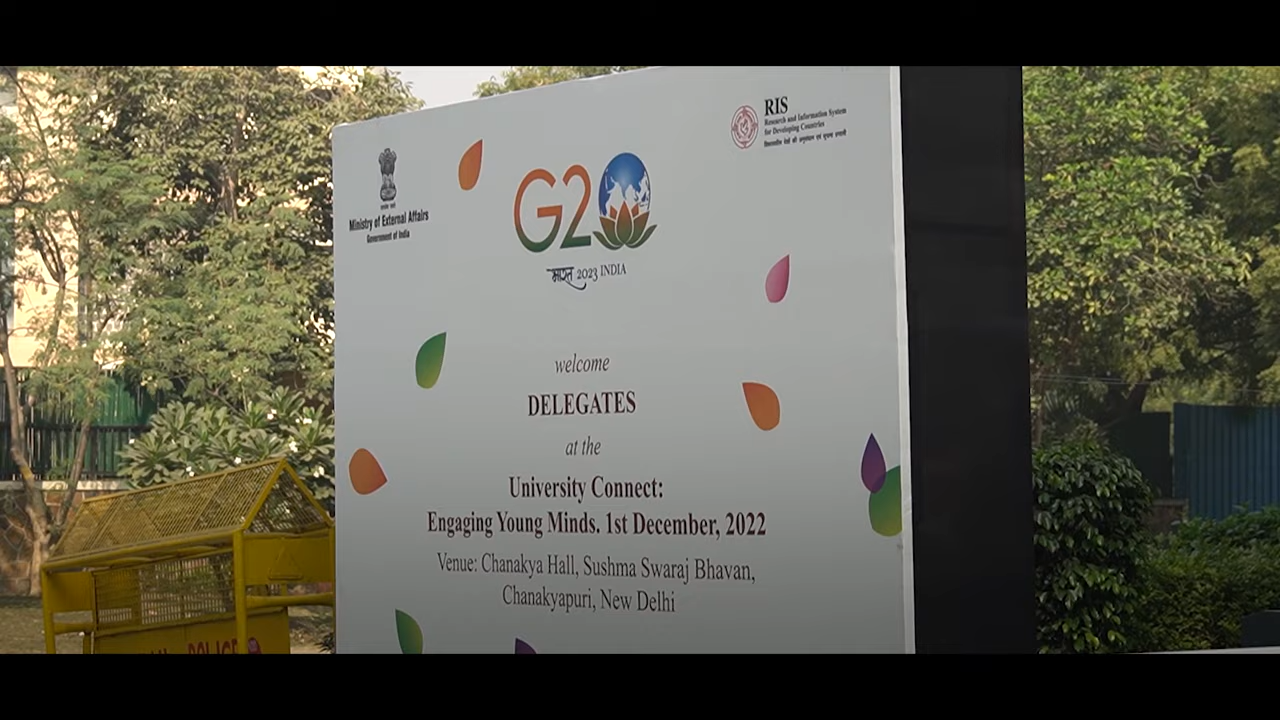 Ministry of External Affairs
Government of India
G20
भारत 2023 INDIA
RIS
Research and Information System
for Developing Countries
welcome
DELEGATES
at the
University Connect:
Engaging Young Minds. 1st December, 2022
Venue: Chanakya Hall, Sushma Swaraj Bhavan,
Chanakyapuri, New Delhi
POLICE